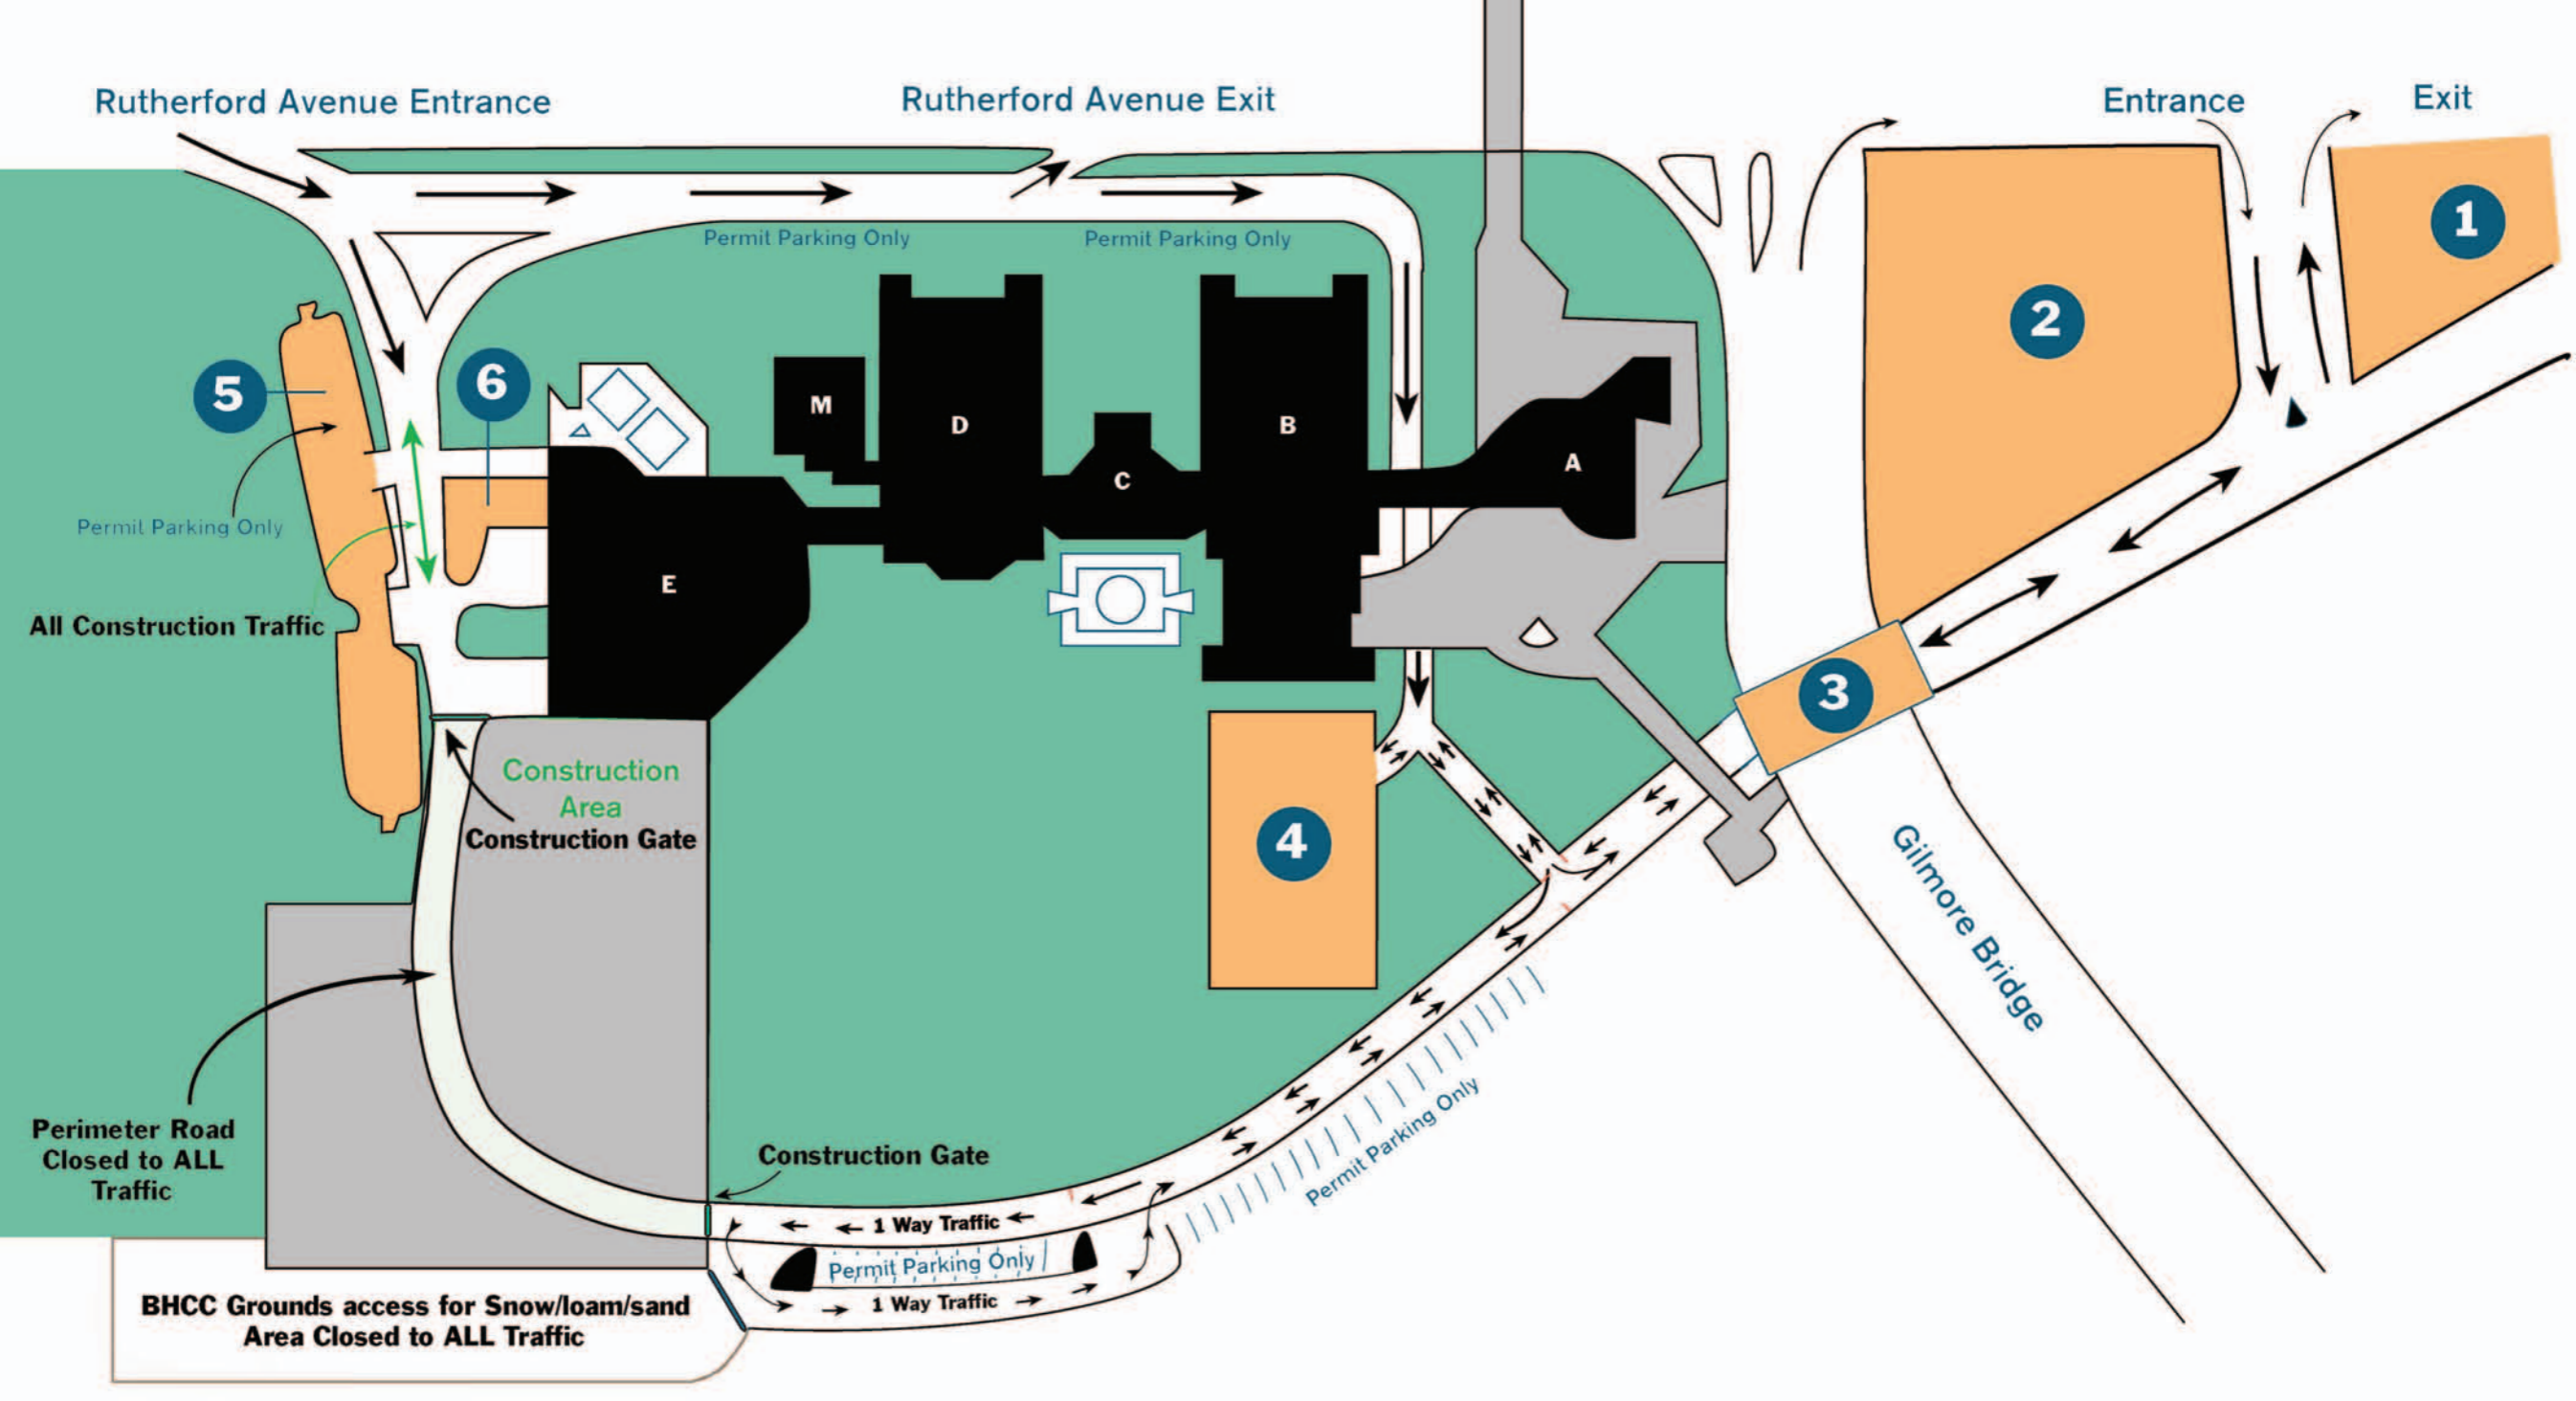 Rutherford Avenue Entrance
Rutherford Avenue Exit
Entrance
Exit
1
2
Permit Parking Only
Permit Parking Only
5
6
M
D
C
B
A
Permit Parking Only
E
All Construction Traffic
3
Construction
Area
Construction Gate
4
Gilmore Bridge
Perimeter Road
Closed to ALL
Traffic
Construction Gate
Permit Parking Only
1 Way Traffic
Permit Parking Only
1 Way Traffic
BHCC Grounds access for Snow/loam/sand
Area Closed to ALL Traffic